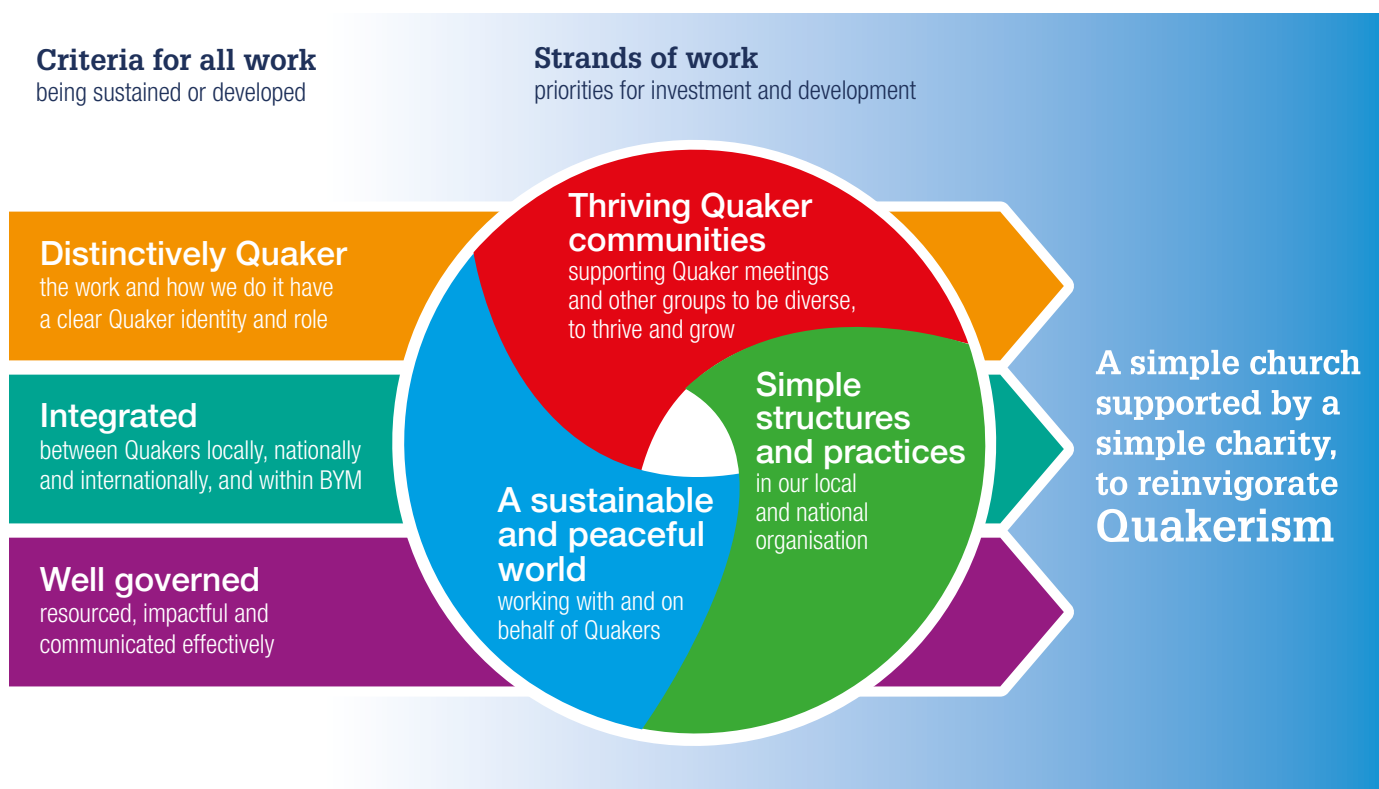 Criteria for all work
being sustained or developed
Strands of work
priorities for investment and development
Distinctively Quaker
the work and how we do it have
a clear Quaker identity and role
Integrated
between Quakers locally, nationally
and internationally, and within BYM
Well governed
resourced, impactful and
communicated effectively
Thriving Quaker
communities
supporting Quaker meetings
and other groups to be diverse,
to thrive and grow
Simple
structures
and practices
in our local
and national
organisation
A sustainable
and peaceful
world
working with and on
behalf of Quakers
A simple church
supported by a
simple charity,
to reinvigorate
Quakerism